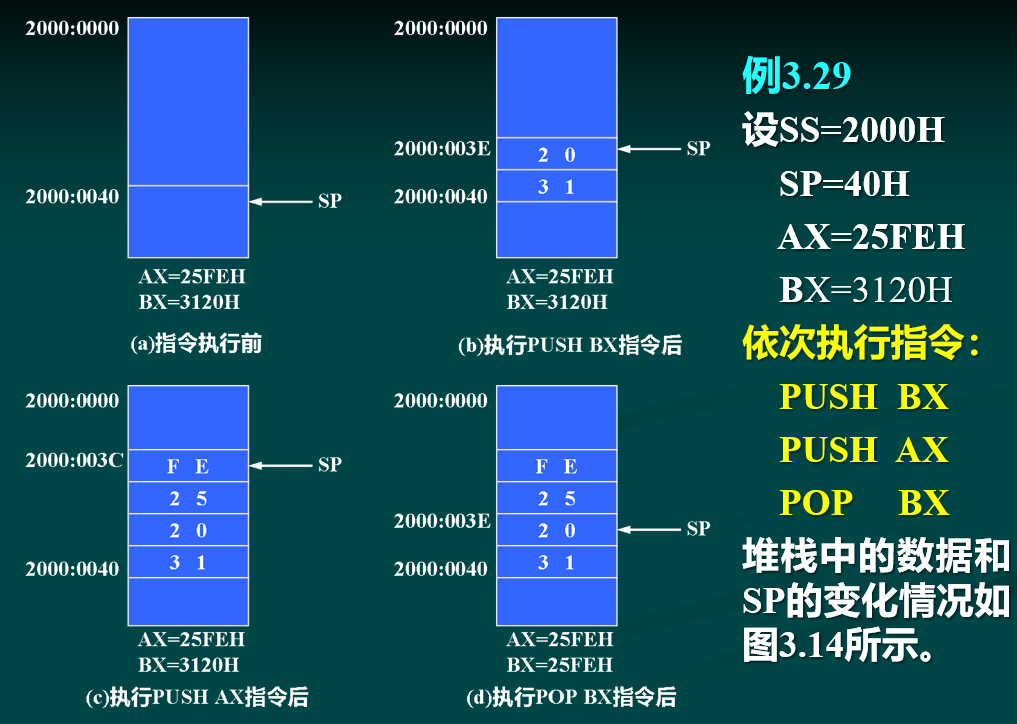 2000:0000
2000:0040
SP
AX=25FEH
BX=3120H
(a)指令执行前
2000:0000
2000:003E
2 0
SP
3 1
2000:0040
AX=25FEH
BX=3120H
(b)执行PUSH BX指令后
2000:0000
2000:003C
F E
SP
2 5
2 0
3 1
2000:0040
AX=25FEH
BX=3120H
(c)执行PUSH AX指令后
2000:0000
F E
2 5
2000:003E
2 0
SP
3 1
2000:0040
AX=25FEH
BX=25FEH
(d)执行POP BX指令后
例3.29
设SS=2000H
SP=40H
AX=25FEH
BX=3120H
依次执行指令：
PUSH BX
PUSH AX
POP BX
堆栈中的数据和
SP的变化情况如
图3.14所示。